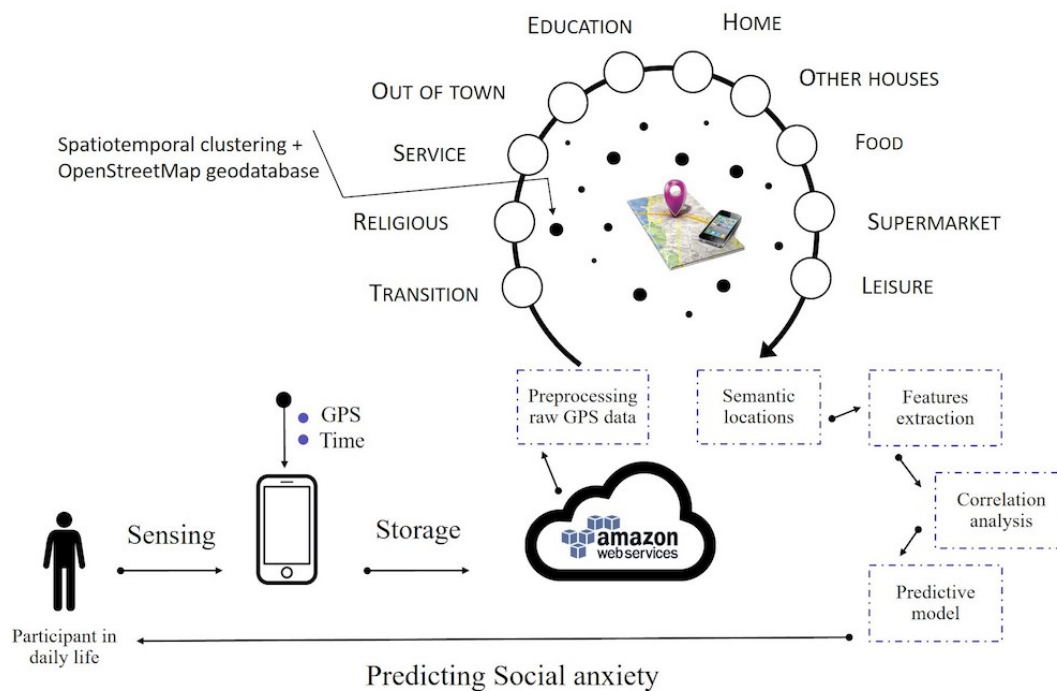 EDUCATION
HOME
OUT OF TOWN
OTHER HOUSES
Spatiotemporal clustering +
OpenStreetMap geodatabase
SERVICE
FOOD
RELIGIOUS
SUPERMARKET
TRANSITION
LEISURE
Preprocessing
raw GPS data
Semantic
locations
Features
extraction
GPS
Time
Sensing
Storage
amazon
web services
Correlation
analysis
Predictive
model
Participant in
daily life
Predicting Social anxiety